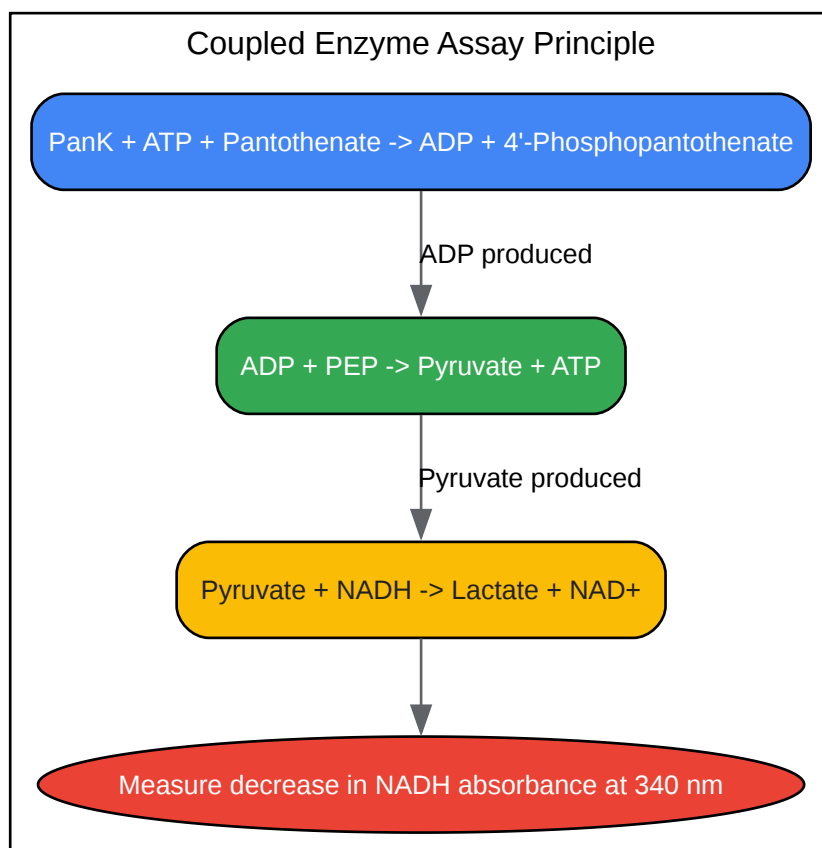 Coupled Enzyme Assay Principle
PanK + ATP + Pantothenate -> ADP + 4'-Phosphopantothenate
ADP produced
ADP + PEP -> Pyruvate + ATP
Pyruvate produced
Pyruvate + NADH -> Lactate + NAD+
Measure decrease in NADH absorbance at 340 nm